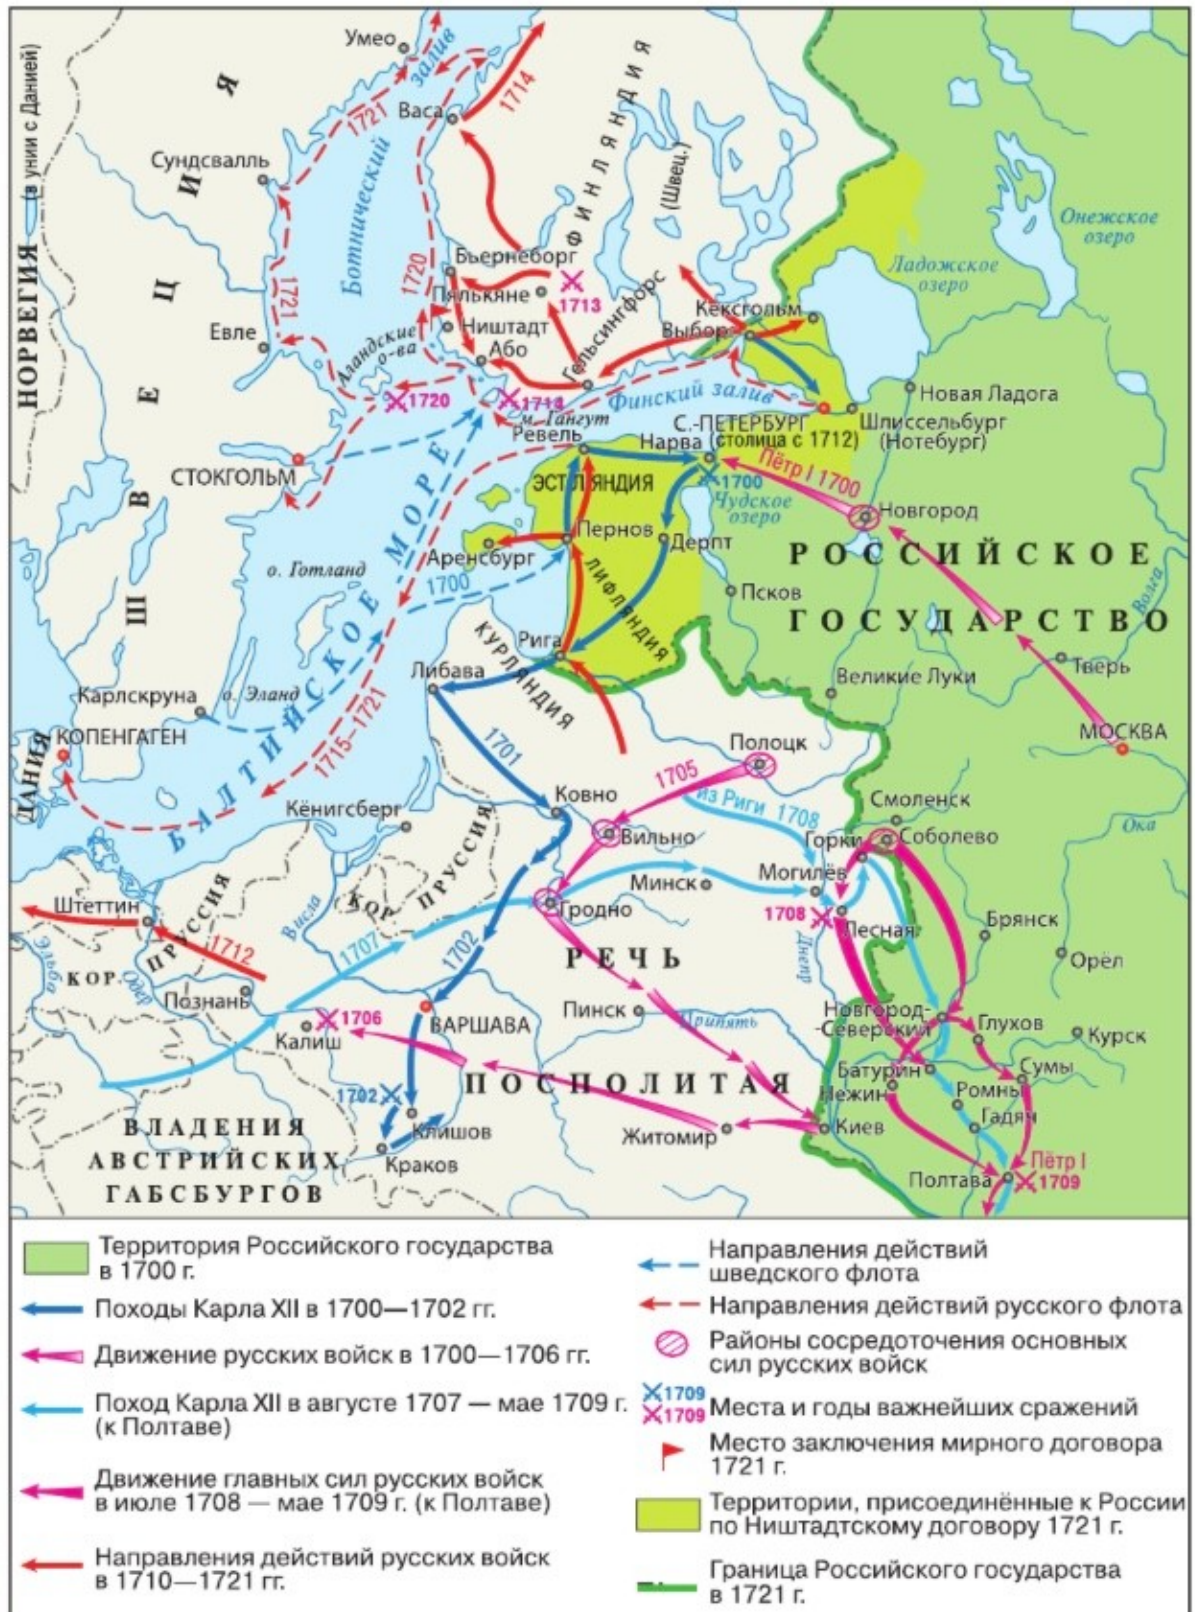 Умео
залив
1714
1721
Васа
ФИНЛЯНДИЯ
(Швец.)
Сундсвалль
ШВЕЦИЯ
НОРВЕГИЯ (в унии с Данией)
Ботнический
Онежское
озеро
Ладожское
озеро
Бьернеборг
1720
Пялькяне
1713
Кексгольм
Выборг
1721
Ништадт
Евле
Або
Гельсингфорс
Аландские
о-ва
1720
1714
м. Гангут
Финский залив
Новая Ладога
С.-ПЕТЕРБУРГ
(столица с 1712)
Шлиссельбург
(Нотебург)
Ревель
Нарва
СТОКГОЛЬМ
ЭСТЛЯНДИЯ
1700
Пётр I 1700
Чудское
озеро
Новгород
Пернов
Дерпт
Аренсбург
РОССИЙСКОЕ
ГОСУДАРСТВО
о. Готланд
1700
ЛИФЛЯНДИЯ
Псков
Волга
Рига
КУРЛЯНДИЯ
Либава
Тверь
Великие Луки
Карлскруна
о. Эланд
КОПЕНГАГЕН
ДАНИЯ
БАЛТИЙСКОЕ МОРЕ
1715–1721
МОСКВА
1701
Полоцк
1705
из Риги 1708
Ковно
Кёнигсберг
Вильно
Смоленск
Горки
Соболево
Ока
Могилёв
Минск
КОР. ПРУССИЯ
Штеттин
Висла
Гродно
1708
Лесная
Брянск
1712
1707
1702
РЕЧЬ
Днепр
Орёл
Эльба
КОР. ПРУССИЯ
Одер
Познань
Калиш
1706
ВАРШАВА
Пинск
Припять
Новгород-
-Северский
Глухов
Курск
Батурин
Сумы
Нежин
Ромны
Гадяч
ПОСПОЛИТАЯ
1702
Клишов
Краков
Житомир
Киев
ВЛАДЕНИЯ
АВСТРИЙСКИХ
ГАБСБУРГОВ
Полтава
Пётр I
1709
Территория Российского государства
в 1700 г.
Походы Карла XII в 1700—1702 гг.
Движение русских войск в 1700—1706 гг.
Поход Карла XII в августе 1707 — мае 1709 г.
(к Полтаве)
Движение главных сил русских войск
в июле 1708 — мае 1709 г. (к Полтаве)
Направления действий русских войск
в 1710—1721 гг.
Направления действий
шведского флота
Направления действий русского флота
Районы сосредоточения основных
сил русских войск
1709
1709
Места и годы важнейших сражений
Место заключения мирного договора
1721 г.
Территории, присоединённые к России
по Ништадтскому договору 1721 г.
Граница Российского государства
в 1721 г.